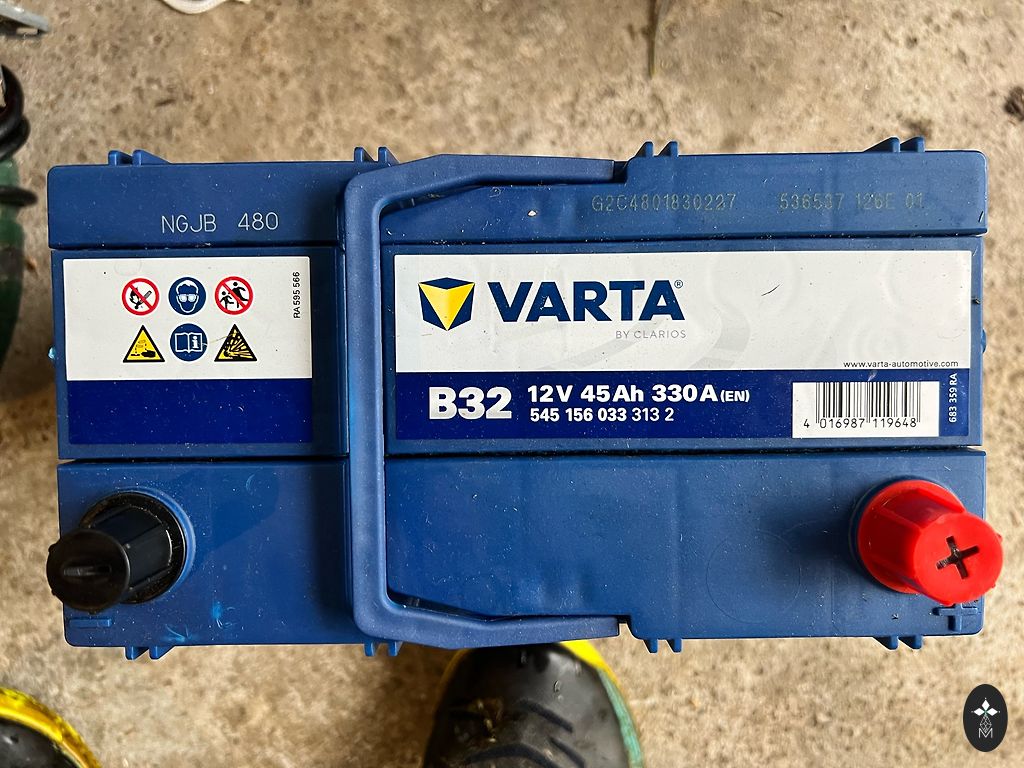 NGJB 480
G2C4801830227 536537 126E 01
RA 595 566
VARTA®
BY CLARIOS
www.varta-automotive.com
B32 12V 45Ah 330A(EN)
545 156 033 313 2
4 016987 119648
683 359 RA
- +
M